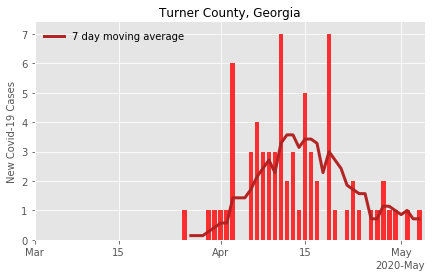 Turner County, Georgia
7 day moving average
New Covid-19 Cases
7
6
5
4
3
2
1
0
Mar 15 Apr 15 May
2020-May